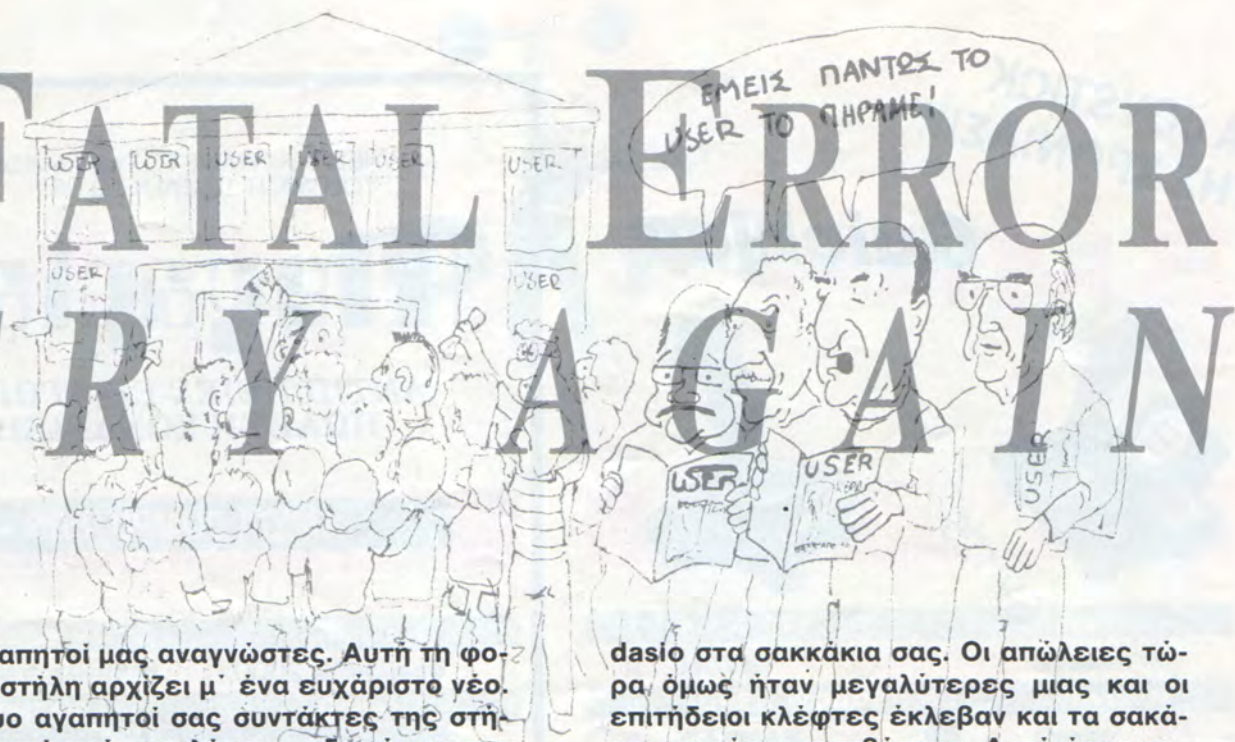 FATAL ERROR
RY AGAIN
ΕΜΕΙΣ ΠΑΝΤΩΣ ΤΟ
USER ΤΟ ΠΗΡΑΜΕ!
USER USER USER USER USER USER
USER USER
USER USER USER
απητοί μας αναγνώστες. Αυτή τη φο-
στήλη αρχίζει μ' ένα ευχάριστο νέο.
υο αγαπητοί σας συντάκτες της στή-
dasio στα σακκάκια σας. Οι απώλειες τώ-
ρα όμως ήταν μεγαλύτερες μιας και οι
επιτήδειοι κλέφτες έκλεβαν και τα σακά-